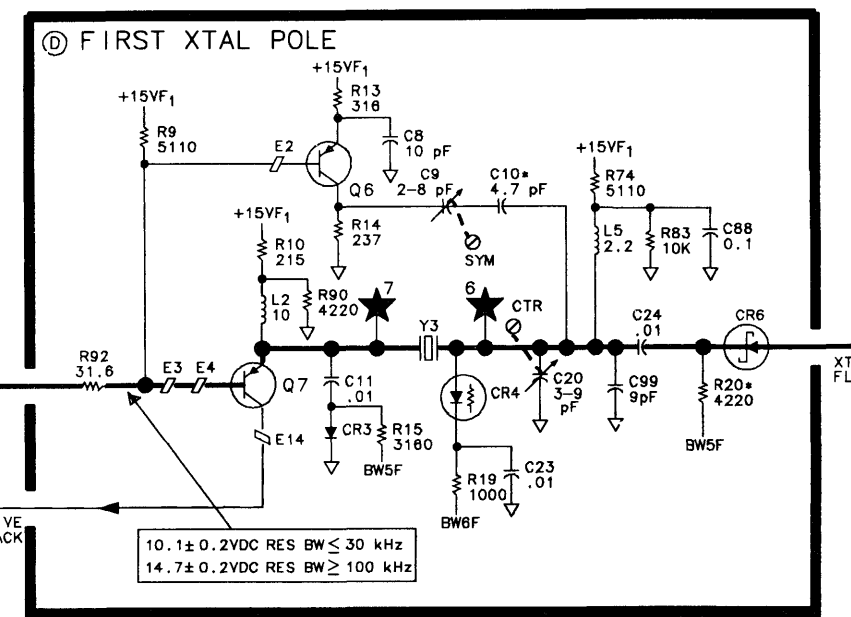 Ⓓ FIRST XTAL POLE
+15VF1
R13
316
+15VF1
R9
5110
E2
C8
10 pF
Q6
C9
2-8 pF
C10*
4.7 pF
+15VF1
R74
5110
+15VF1
R10
215
R14
237
SYM
L5
2.2
R83
10K
C88
0.1
L2
10
R90
4220
7
6
CTR
Y3
C24
.01
CR6
R92
31.6
E3
E4
Q7
C11
.01
CR4
C20
3-9
pF
C99
9pF
R20*
4220
XT
FL
CR3
R15
3160
BW5F
BW5F
E14
R19
1000
C23
.01
BW6F
VE
ACK
10.1± 0.2VDC RES BW ≤ 30 kHz
14.7± 0.2VDC RES BW ≥ 100 kHz